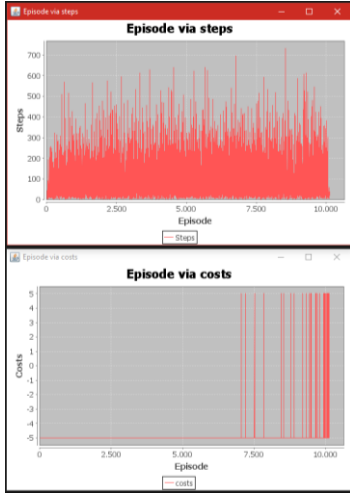 Episode via steps
Episode via steps
700
600
500
400
300
200
100
0
Steps
0 2.500 5.000 7.500 10.000
Episode
Steps
Episode via costs
Episode via costs
5
4
3
2
1
0
-1
-2
-3
-4
-5
Costs
0 2.500 5.000 7.500 10.000
Episode
costs